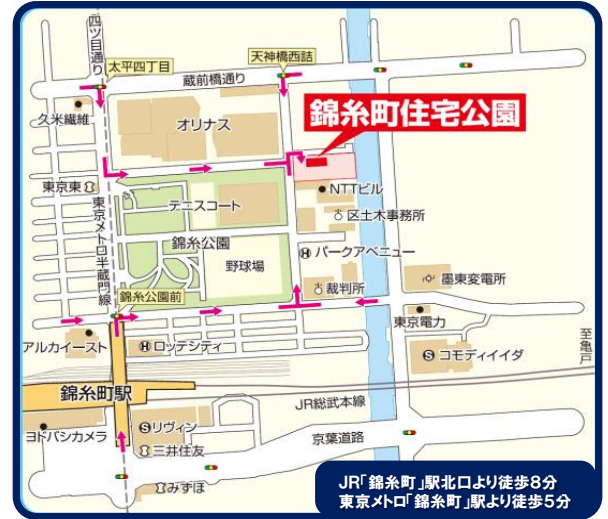 四ツ目通り
太平四丁目
天神橋西詰
蔵前橋通り
久米繊維
オリナス
錦糸町住宅公園
東京東
NTTビル
テニスコート
区土木事務所
東京メトロ半蔵門線
錦糸公園
パークアベニュー
野球場
墨東変電所
裁判所
錦糸公園前
東京電力
アルカイースト
ロッテシティ
コモディイイダ
至亀戸
錦糸町駅
JR総武本線
リヴィン
ヨドバシカメラ
京葉道路
三井住友
みずほ
JR「錦糸町」駅北口より徒歩8分
東京メトロ「錦糸町」駅より徒歩5分